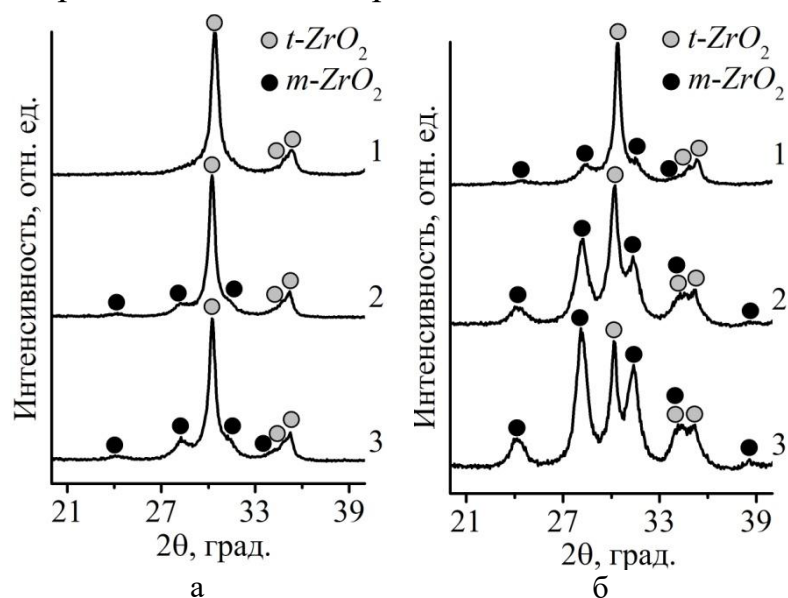 t-ZrO2
m-ZrO2
1
2
3
Интенсивность, отн. ед.
21 27 33 39
2θ, град.
а
t-ZrO2
m-ZrO2
1
2
3
Интенсивность, отн. ед.
21 27 33 39
2θ, град.
б